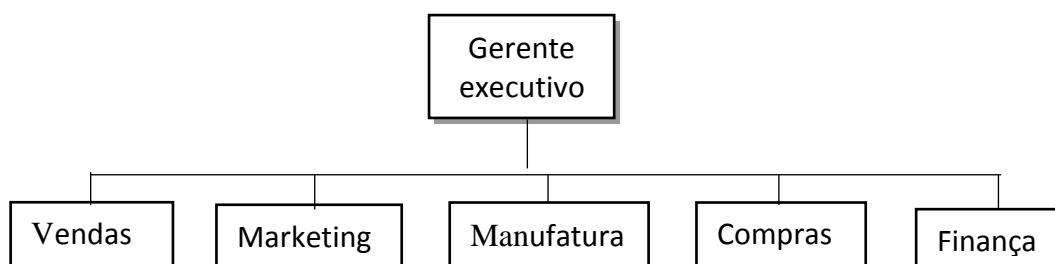 Gerente
executivo
Vendas
Marketing
Manufatura
Compras
Finança